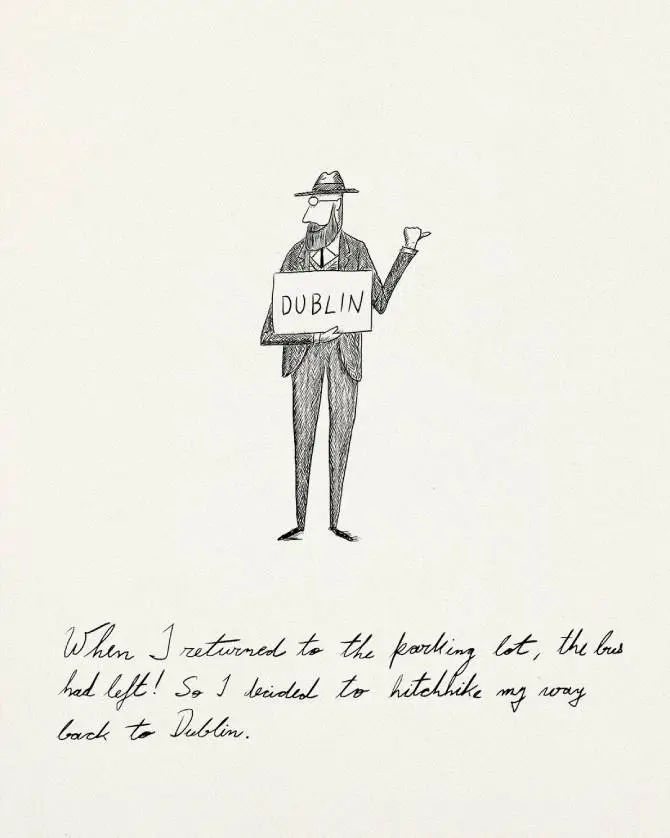 DUBLIN
When I returned to the parking lot, the bus
had left! So I decided to hitchhike my way
back to Dublin.